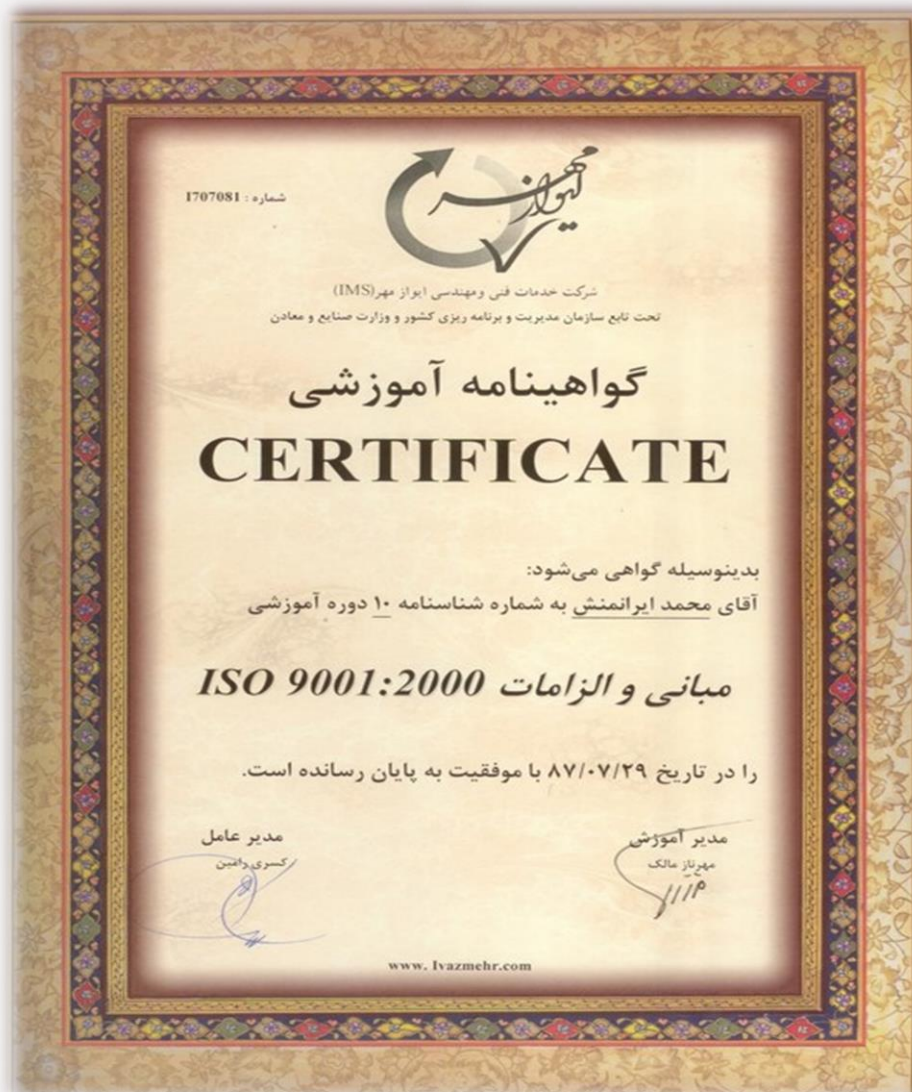 ایواز مهر
شماره : I707081
شرکت خدمات فنی ومهندسی ایواز مهر(IMS)
تحت تابع سازمان مدیریت و برنامه ریزی کشور و وزارت صنایع و معادن
گواهینامه آموزشی
CERTIFICATE
بدینوسیله گواهی می‌شود:
آقای محمد ایرانمنش به شماره شناسنامه ۱۰ دوره آموزشی
مبانی و الزامات ISO 9001:2000
را در تاریخ ۸۷/۰۷/۲۹ با موفقیت به پایان رسانده است.
مدیر آموزش
مهرناز مالک
مدیر عامل
کسری رامین
www. Ivazmehr.com